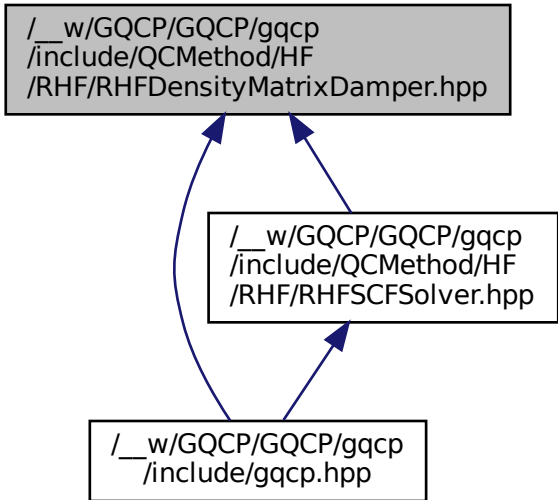 /__w/GQCP/GQCP/gqcp
/include/QCMethod/HF
/RHF/RHFDensityMatrixDamper.hpp
/__w/GQCP/GQCP/gqcp
/include/QCMethod/HF
/RHF/RHFSCFSolver.hpp
/__w/GQCP/GQCP/gqcp
/include/gqcp.hpp